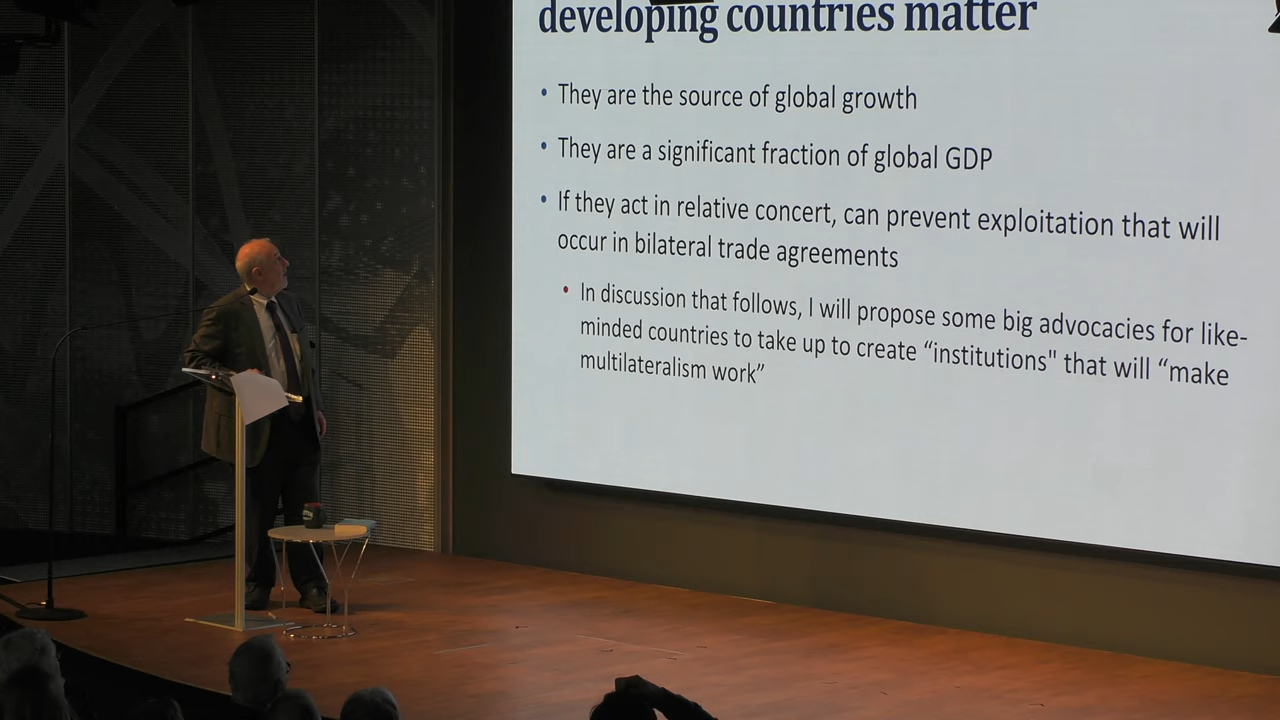 developing countries matter
• They are the source of global growth
• They are a significant fraction of global GDP
• If they act in relative concert, can prevent exploitation that will
occur in bilateral trade agreements
• In discussion that follows, I will propose some big advocacies for like-
minded countries to take up to create “institutions" that will “make
multilateralism work”